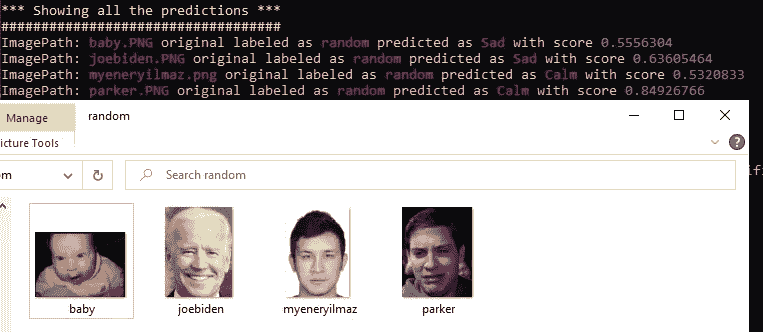 *** Showing all the predictions ***
###################################
ImagePath: baby.PNG original labeled as random predicted as Sad with score 0.5556304
ImagePath: joebiden.PNG original labeled as random predicted as Sad with score 0.63605464
ImagePath: myeneryilmaz.png original labeled as random predicted as Calm with score 0.5320833
ImagePath: parker.PNG original labeled as random predicted as Calm with score 0.84926766
Manage random
icture Tools
om Search random
ifi
baby joebiden myeneryilmaz parker